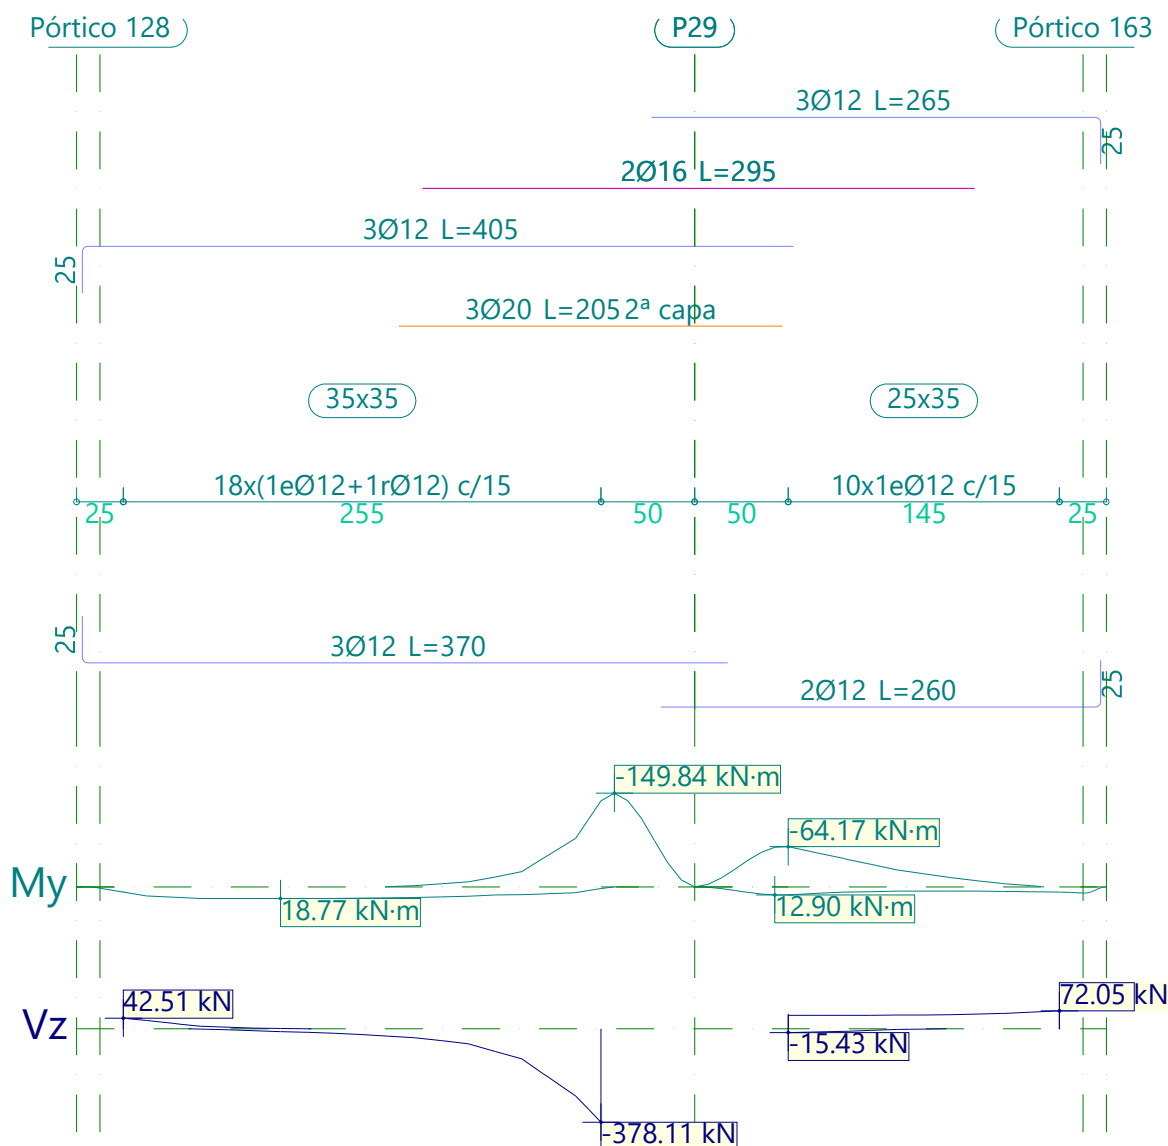 Pórtico 128
P29
Pórtico 163
3Ø12 L=265
25
2Ø16 L=295
3Ø12 L=405
25
3Ø20 L=205 2ª capa
35x35
25x35
18x(1eØ12+1rØ12) c/15
10x1eØ12 c/15
25 255 50 50 145 25
25
3Ø12 L=370
2Ø12 L=260
25
-149.84 kN·m
-64.17 kN·m
My
18.77 kN·m
12.90 kN·m
42.51 kN
72.05 kN
Vz
-15.43 kN
-378.11 kN